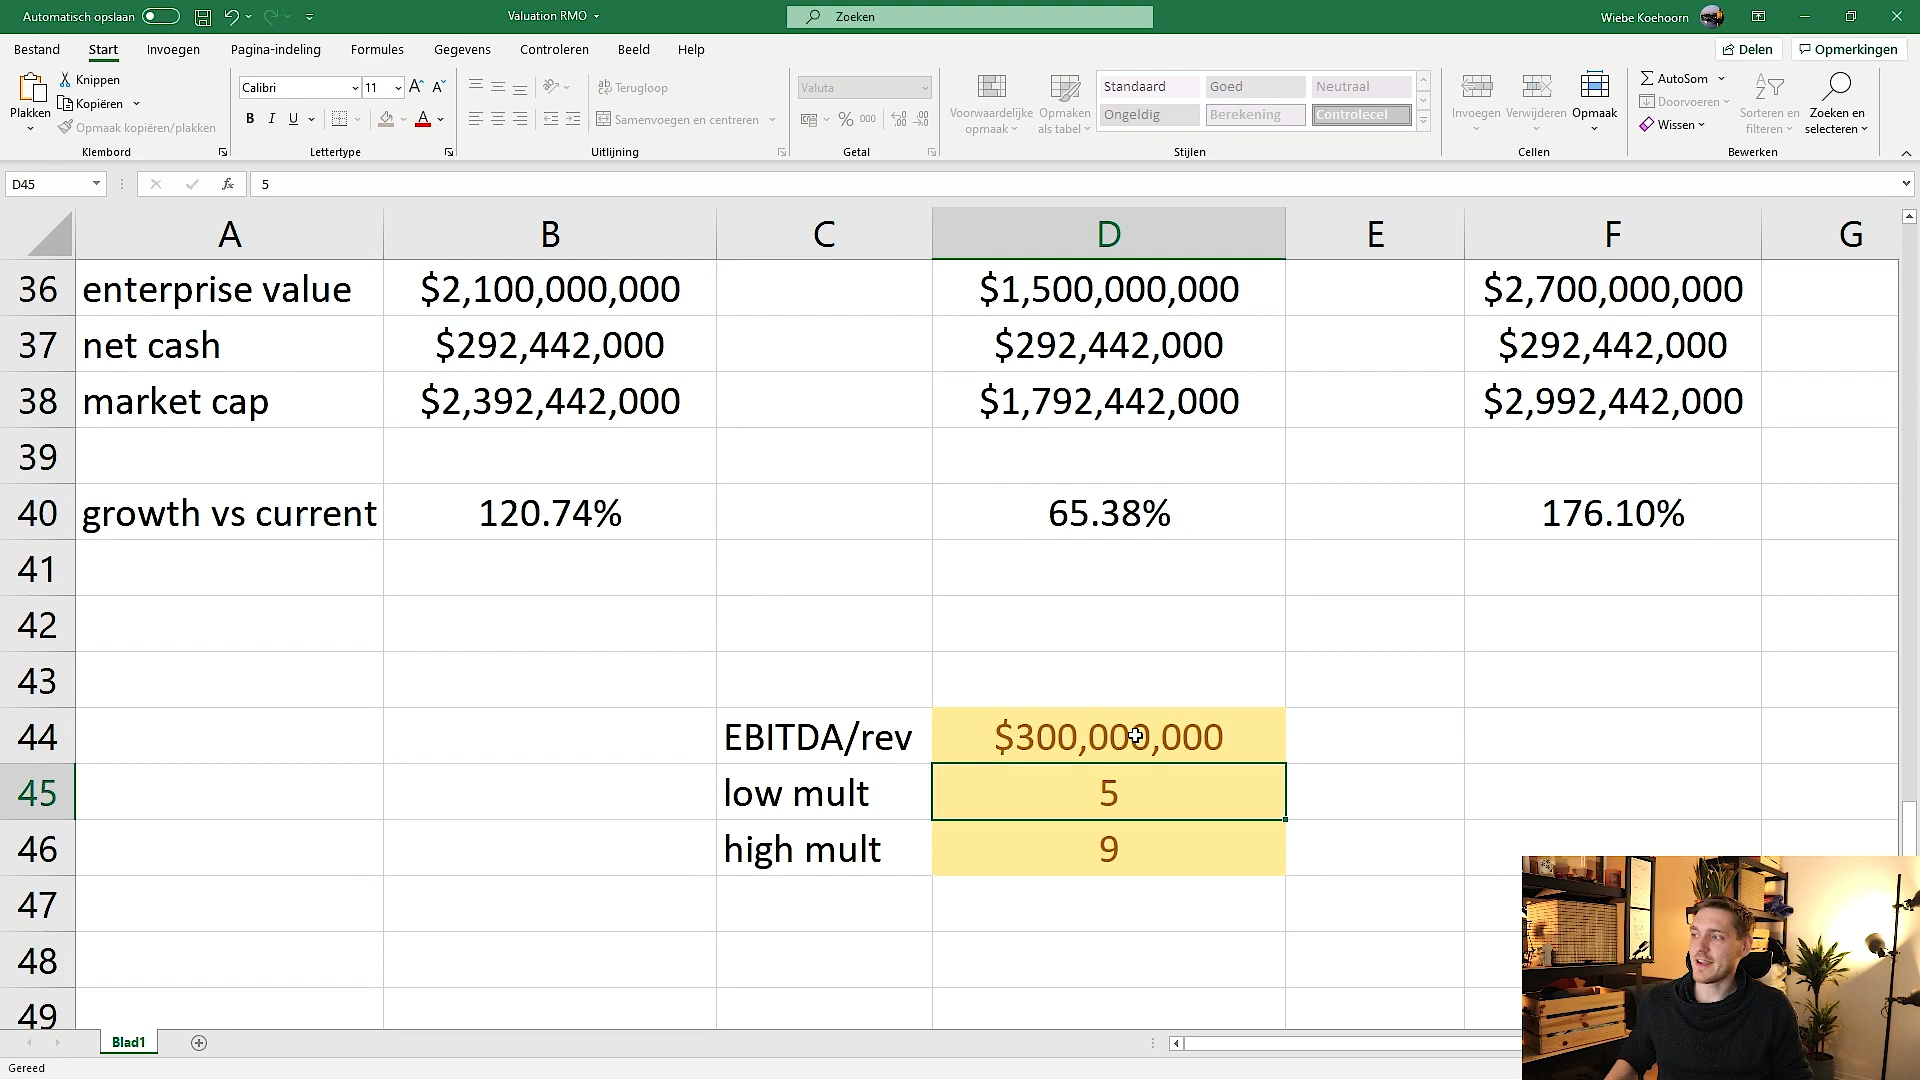 Automatisch opslaan
Valuation RMO
Zoeken
Wiebe Koehoorn
Bestand Start Invoegen Pagina-indeling Formules Gegevens Controleren Beeld Help
Delen Opmerkingen
Plakken
Knippen
Kopiëren
Opmaak kopiëren/plakken
Klembord
Calibri 11
B I U
Lettertype
Terugloop
Samenvoegen en centreren
Uitlijning
Valuta
% 000
Getal
Voorwaardelijke opmaak
Opmaken als tabel
Standaard Goed Neutraal
Ongeldig Berekening Controlecel
Stijlen
Invoegen Verwijderen Opmaak
Cellen
AutoSom
Doorvoeren
Wissen
Sorteren en filteren
Zoeken en selecteren
Bewerken
D45 fx 5
A B C D E F G
36 enterprise value $2,100,000,000 $1,500,000,000 $2,700,000,000
37 net cash $292,442,000 $292,442,000 $292,442,000
38 market cap $2,392,442,000 $1,792,442,000 $2,992,442,000
39
40 growth vs current 120.74% 65.38% 176.10%
41
42
43
44 EBITDA/rev $300,000,000
45 low mult 5
46 high mult 9
47
48
49
Blad1
Gereed